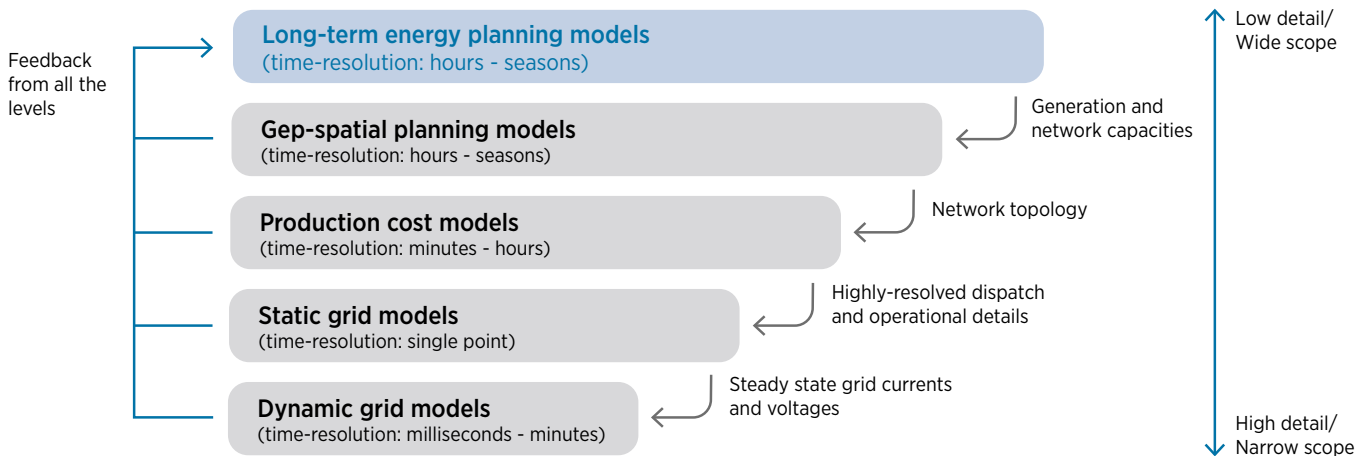 Feedback
from all the
levels
Long-term energy planning models
(time-resolution: hours - seasons)
Low detail/
Wide scope
Generation and
network capacities
Gep-spatial planning models
(time-resolution: hours - seasons)
Network topology
Production cost models
(time-resolution: minutes - hours)
Highly-resolved dispatch
and operational details
Static grid models
(time-resolution: single point)
Steady state grid currents
and voltages
Dynamic grid models
(time-resolution: milliseconds - minutes)
High detail/
Narrow scope